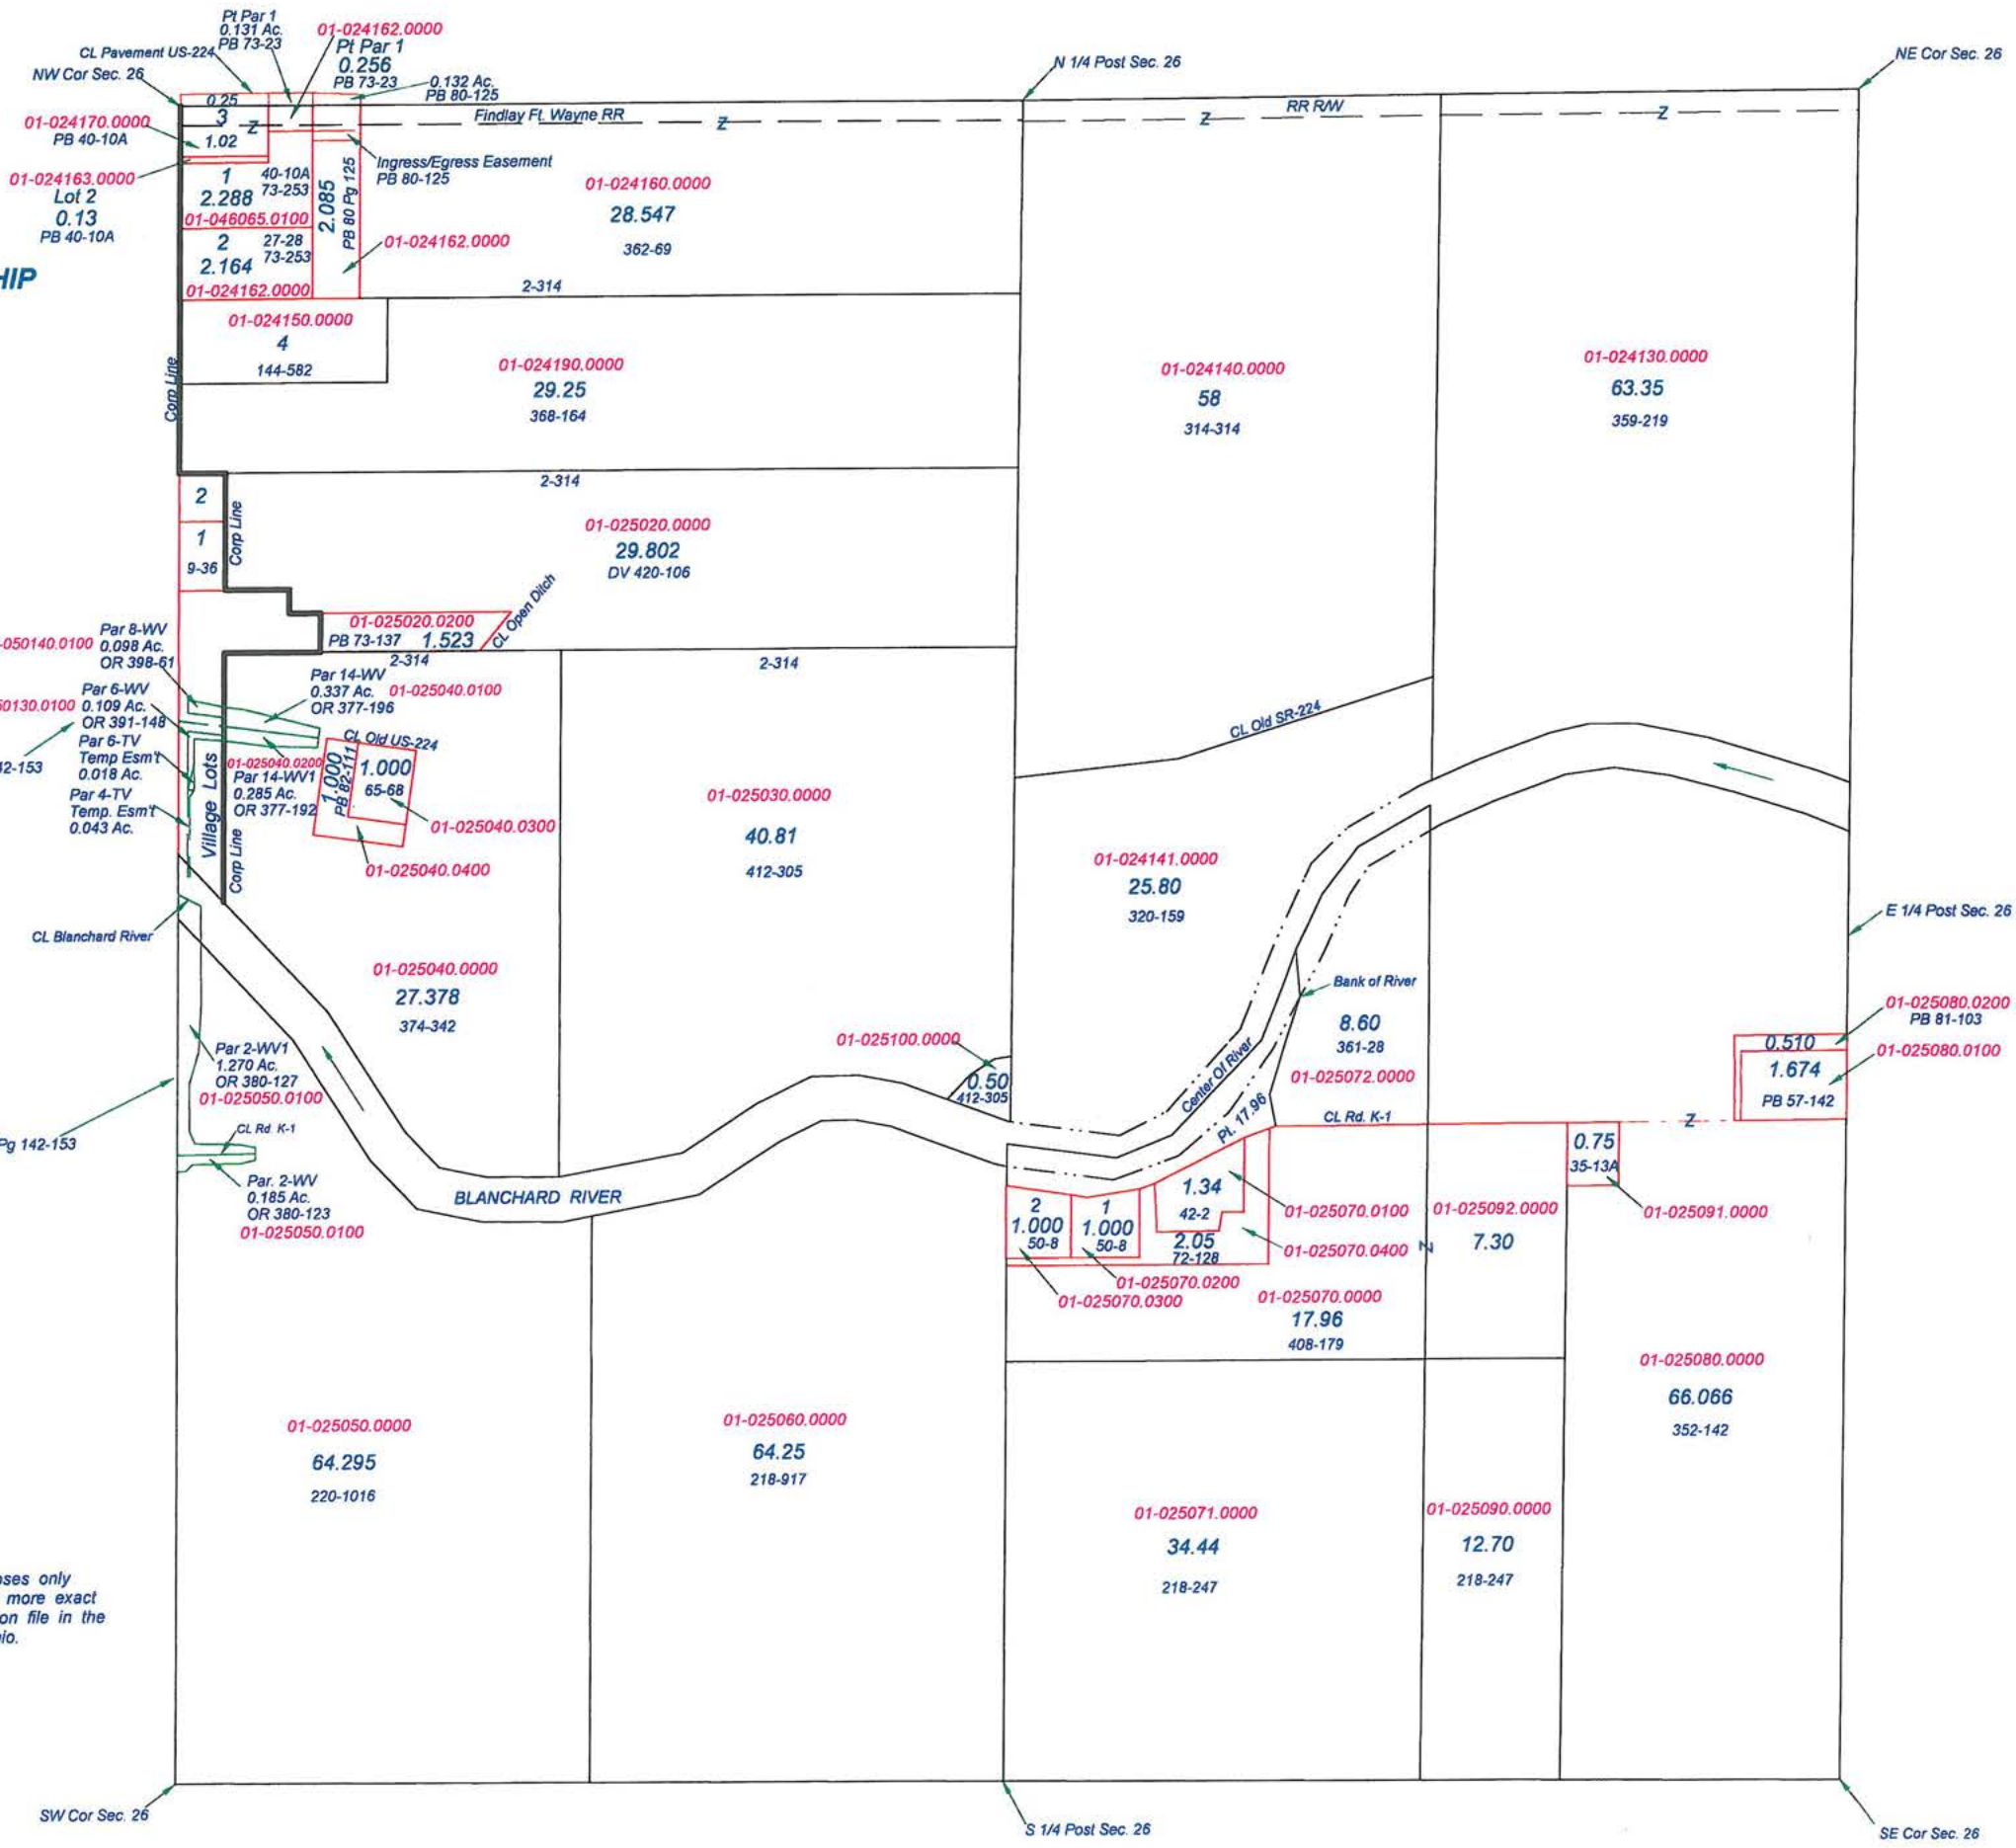 Pt Par 1
0.131 Ac.
PB 73-23
01-024162.0000
Pt Par 1
0.256
PB 73-23
CL Pavement US-224
NW Cor Sec. 26
0.132 Ac.
PB 80-125
N 1/4 Post Sec. 26
NE Cor Sec. 26
0.25
3
Z
1.02
Findlay Ft. Wayne RR
Z
RR R/W
Z
Z
01-024170.0000
PB 40-10A
01-024163.0000
Lot 2
0.13
PB 40-10A
Ingress/Egress Easement
PB 80-125
1
2.288
40-10A
73-253
01-046065.0100
2.085
PB 80 Pg 125
2
2.164
27-28
73-253
01-024162.0000
01-024162.0000
01-024160.0000
28.547
362-69
HIP
2-314
01-024150.0000
4
144-582
Corp Line
01-024190.0000
29.25
368-164
01-024140.0000
58
314-314
01-024130.0000
63.35
359-219
2-314
2
1
9-36
Corp Line
01-025020.0000
29.802
DV 420-106
01-025020.0200
PB 73-137 1.523
CL Open Ditch
2-314
2-314
-050140.0100
Par 8-WV
0.098 Ac.
OR 398-61
50130.0100
Par 6-WV
0.109 Ac.
OR 391-148
42-153
Par 6-TV
Temp Esm't
0.018 Ac.
Par 4-TV
Temp. Esm't
0.043 Ac.
Par 14-WV
0.337 Ac.
OR 377-196
01-025040.0100
CL Old US-224
01-025040.0200
Par 14-WV1
0.285 Ac.
OR 377-192
1.000
PB 82-111
1.000
65-68
01-025040.0300
01-025040.0400
Village Lots
Corp Line
CL Old SR-224
01-025030.0000
40.81
412-305
01-024141.0000
25.80
320-159
CL Blanchard River
E 1/4 Post Sec. 26
01-025040.0000
27.378
374-342
Bank of River
8.60
361-28
01-025072.0000
01-025080.0200
PB 81-103
0.510
01-025080.0100
1.674
PB 57-142
01-025100.0000
0.50
412-305
Center Of River
Pt. 17.96
CL Rd. K-1
Z
Par 2-WV1
1.270 Ac.
OR 380-127
01-025050.0100
CL Rd. K-1
Pg 142-153
Par. 2-WV
0.185 Ac.
OR 380-123
01-025050.0100
BLANCHARD RIVER
2
1.000
50-8
1
1.000
50-8
1.34
42-2
2.05
72-128
01-025070.0100
01-025070.0400
01-025070.0200
01-025070.0300
01-025070.0000
17.96
408-179
Z
01-025092.0000
7.30
0.75
35-13A
01-025091.0000
01-025080.0000
66.066
352-142
01-025050.0000
64.295
220-1016
01-025060.0000
64.25
218-917
01-025071.0000
34.44
218-247
01-025090.0000
12.70
218-247
oses only
more exact
on file in the
io.
SW Cor Sec. 26
S 1/4 Post Sec. 26
SE Cor Sec. 26